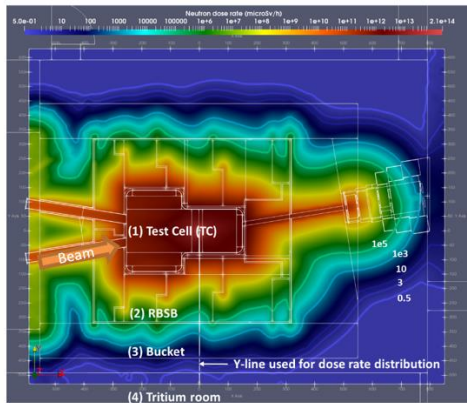 Neutron dose rate (microSv/h)
5.0e-01 10 100 1000 10000 100000 1e+6 1e+7 1e+8 1e+9 1e+10 1e+11 1e+12 1e+13 2.1e+14
(1) Test Cell (TC)
Beam
1e5
1e3
10
3
0.5
(2) RBSB
(3) Bucket
Y-line used for dose rate distribution
(4) Tritium room